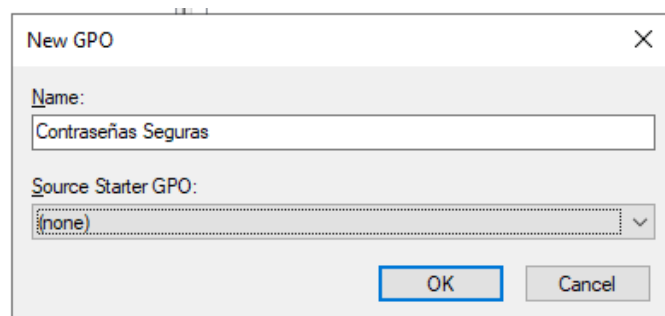 New GPO
Name:
Contraseñas Seguras
Source Starter GPO:
(none)
OK Cancel